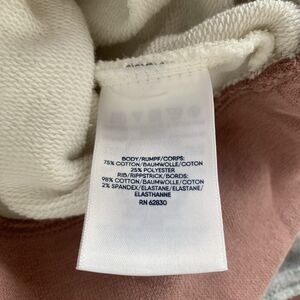 BODY/RUMPF/CORPS:
75% COTTON/BAUMWOLLE/COTON
25% POLYESTER
RIB/RIPPSTRICK/BORDS:
98% COTTON/BAUMWOLLE/COTON
2% SPANDEX/ELASTANE/ELASTANE/
ELASTHANNE
RN 62830